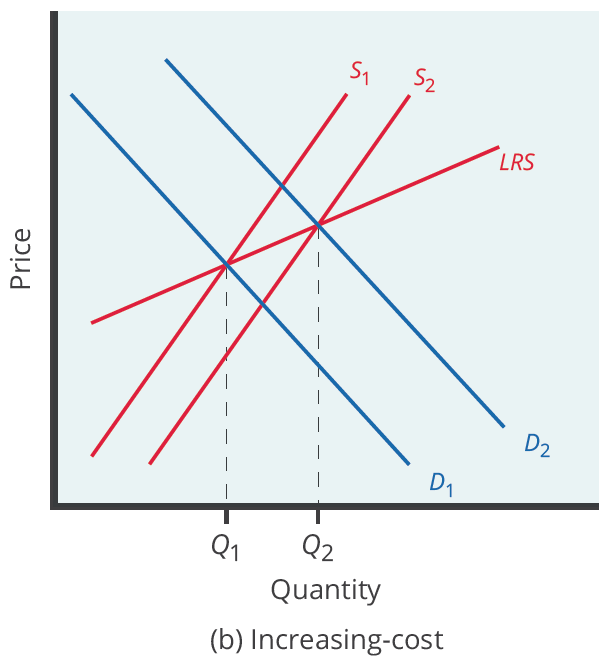 S1
S2
LRS
Price
D2
D1
Q1
Q2
Quantity
(b) Increasing-cost